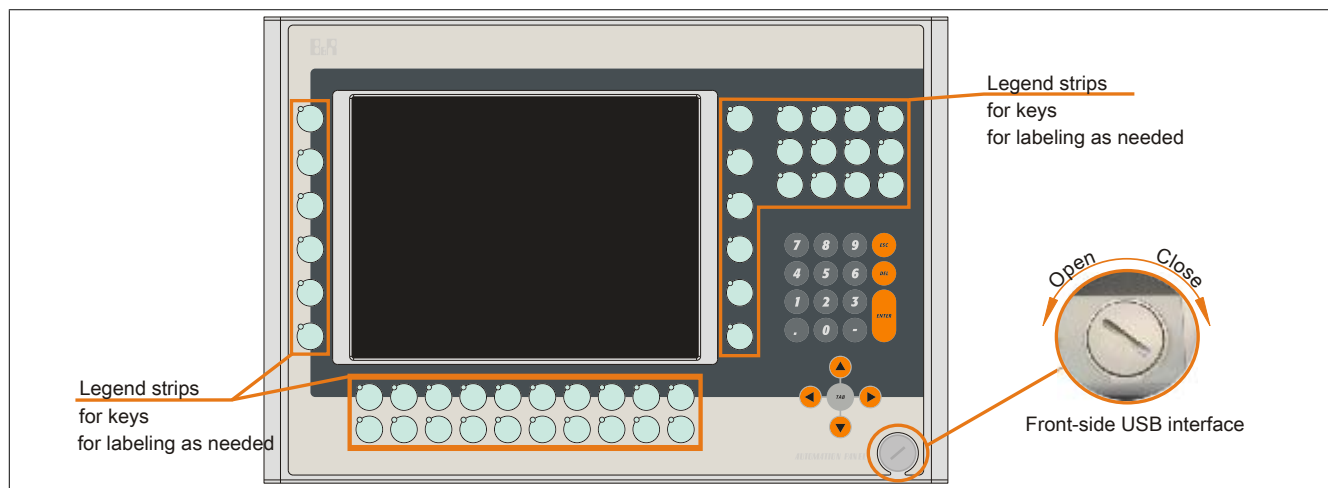 B&R
Legend strips
for keys
for labeling as needed
7 8 9 ESC
4 5 6 DEL
1 2 3
ENTER
. 0 -
TAB
Open
Close
Front-side USB interface
Legend strips
for keys
for labeling as needed